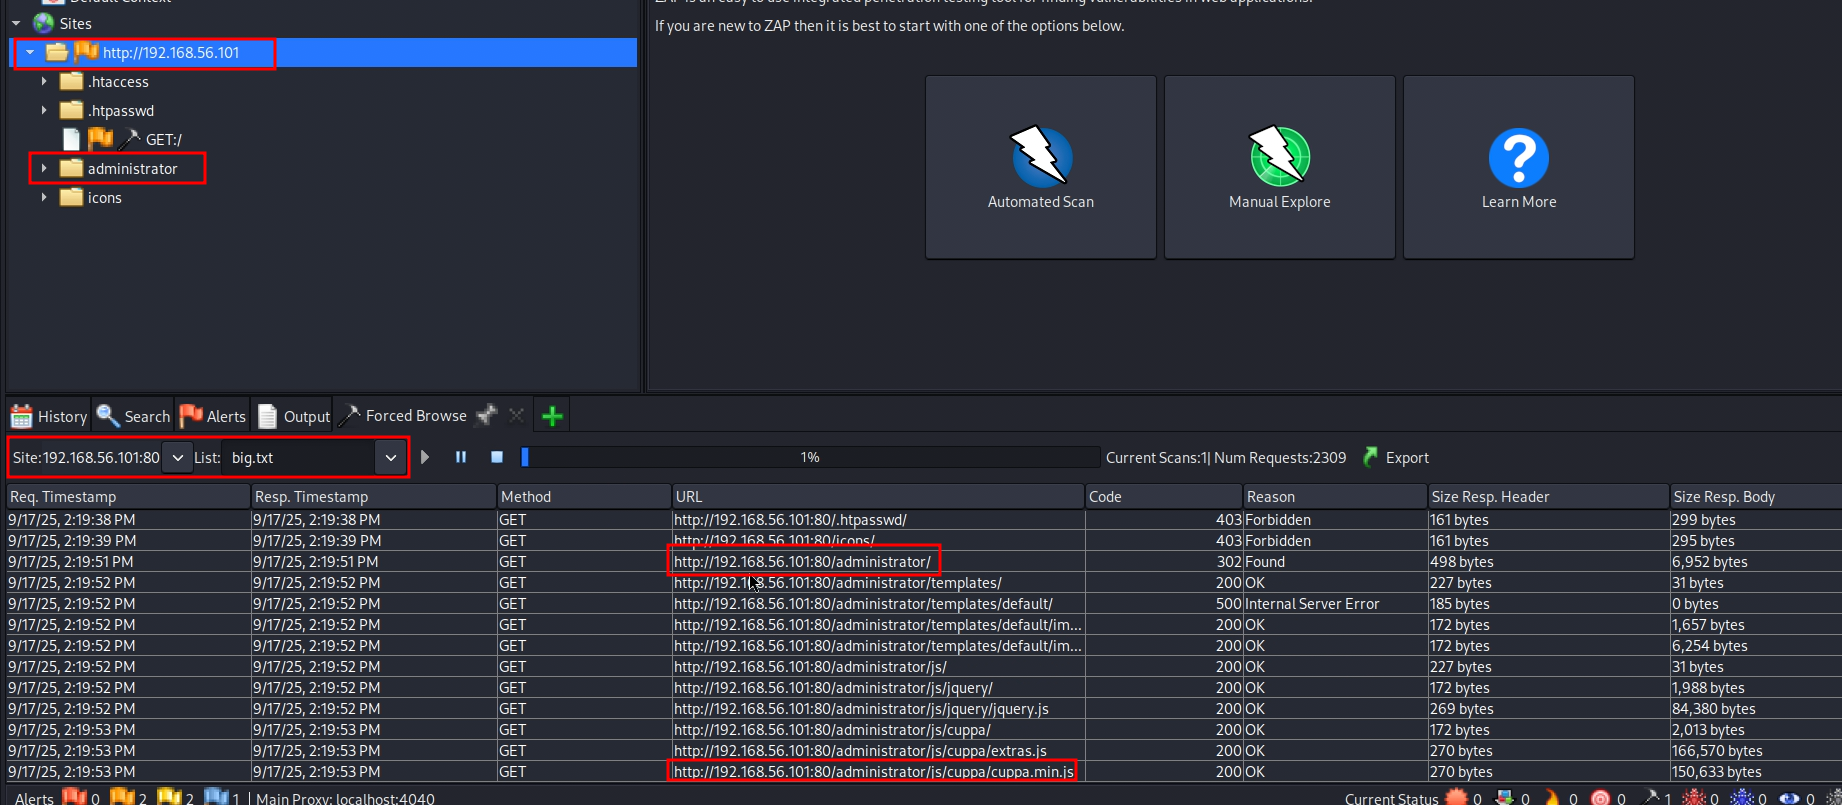 Default Context
ZAP is an easy to use integrated penetration testing tool for finding vulnerabilities in web applications.
Sites
If you are new to ZAP then it is best to start with one of the options below.
http://192.168.56.101
.htaccess
.htpasswd
GET:/
administrator
icons
Automated Scan
Manual Explore
Learn More
History Search Alerts Output Forced Browse
Site:192.168.56.101:80 List: big.txt 1% Current Scans:1| Num Requests:2309 Export
Req. Timestamp Resp. Timestamp Method URL Code Reason Size Resp. Header Size Resp. Body
9/17/25, 2:19:38 PM 9/17/25, 2:19:38 PM GET http://192.168.56.101:80/.htpasswd/ 403 Forbidden 161 bytes 299 bytes
9/17/25, 2:19:39 PM 9/17/25, 2:19:39 PM GET http://192.168.56.101:80/icons/ 403 Forbidden 161 bytes 295 bytes
9/17/25, 2:19:51 PM 9/17/25, 2:19:51 PM GET http://192.168.56.101:80/administrator/ 302 Found 498 bytes 6,952 bytes
9/17/25, 2:19:52 PM 9/17/25, 2:19:52 PM GET http://192.168.56.101:80/administrator/templates/ 200 OK 227 bytes 31 bytes
9/17/25, 2:19:52 PM 9/17/25, 2:19:52 PM GET http://192.168.56.101:80/administrator/templates/default/ 500 Internal Server Error 185 bytes 0 bytes
9/17/25, 2:19:52 PM 9/17/25, 2:19:52 PM GET http://192.168.56.101:80/administrator/templates/default/im... 200 OK 172 bytes 1,657 bytes
9/17/25, 2:19:52 PM 9/17/25, 2:19:52 PM GET http://192.168.56.101:80/administrator/templates/default/im... 200 OK 172 bytes 6,254 bytes
9/17/25, 2:19:52 PM 9/17/25, 2:19:52 PM GET http://192.168.56.101:80/administrator/js/ 200 OK 227 bytes 31 bytes
9/17/25, 2:19:52 PM 9/17/25, 2:19:52 PM GET http://192.168.56.101:80/administrator/js/jquery/ 200 OK 172 bytes 1,988 bytes
9/17/25, 2:19:52 PM 9/17/25, 2:19:52 PM GET http://192.168.56.101:80/administrator/js/jquery/jquery.js 200 OK 269 bytes 84,380 bytes
9/17/25, 2:19:53 PM 9/17/25, 2:19:53 PM GET http://192.168.56.101:80/administrator/js/cuppa/ 200 OK 172 bytes 2,013 bytes
9/17/25, 2:19:53 PM 9/17/25, 2:19:53 PM GET http://192.168.56.101:80/administrator/js/cuppa/extras.js 200 OK 270 bytes 166,570 bytes
9/17/25, 2:19:53 PM 9/17/25, 2:19:53 PM GET http://192.168.56.101:80/administrator/js/cuppa/cuppa.min.js 200 OK 270 bytes 150,633 bytes
Alerts 0 2 2 1 | Main Proxy: localhost:4040 Current Status 0 0 0 0 1 0 0 0